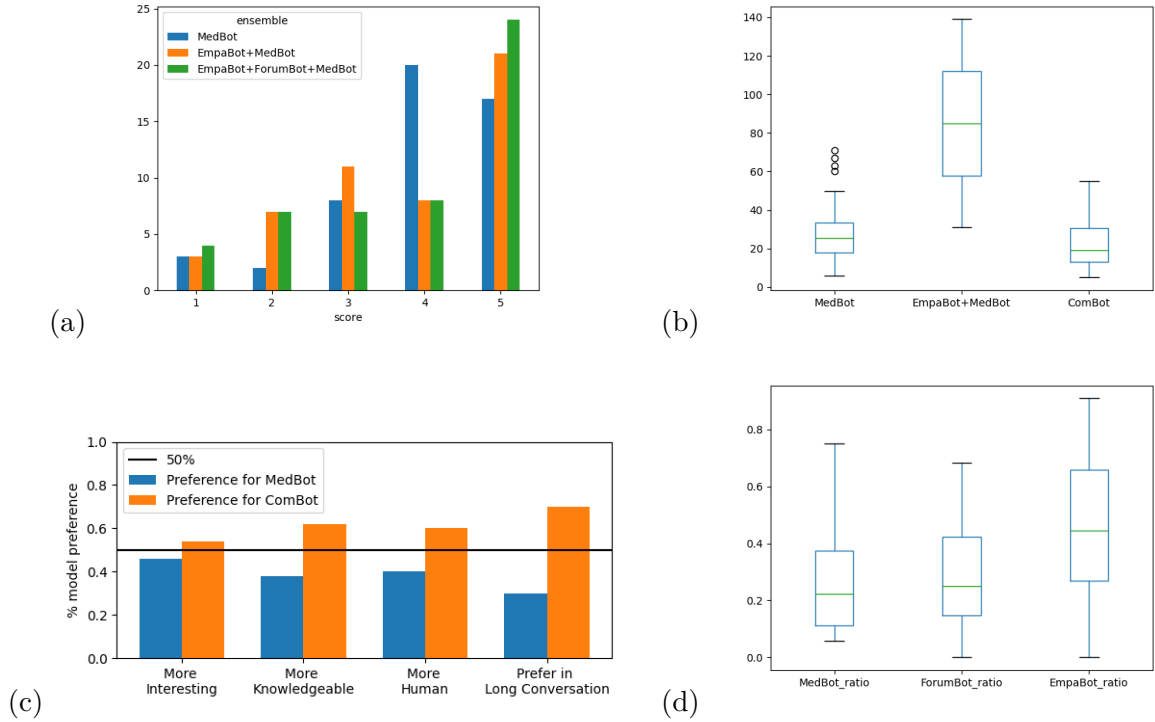 25
20
15
10
5
0
ensemble
MedBot
EmpaBot+MedBot
EmpaBot+ForumBot+MedBot
1 2 3 4 5
score
(a)
140
120
100
80
60
40
20
0
MedBot EmpaBot+MedBot ComBot
(b)
1.0
0.8
0.6
0.4
0.2
0.0
% model preference
50%
Preference for MedBot
Preference for ComBot
More Interesting
More Knowledgeable
More Human
Prefer in Long Conversation
(c)
0.8
0.6
0.4
0.2
0.0
MedBot_ratio ForumBot_ratio EmpaBot_ratio
(d)